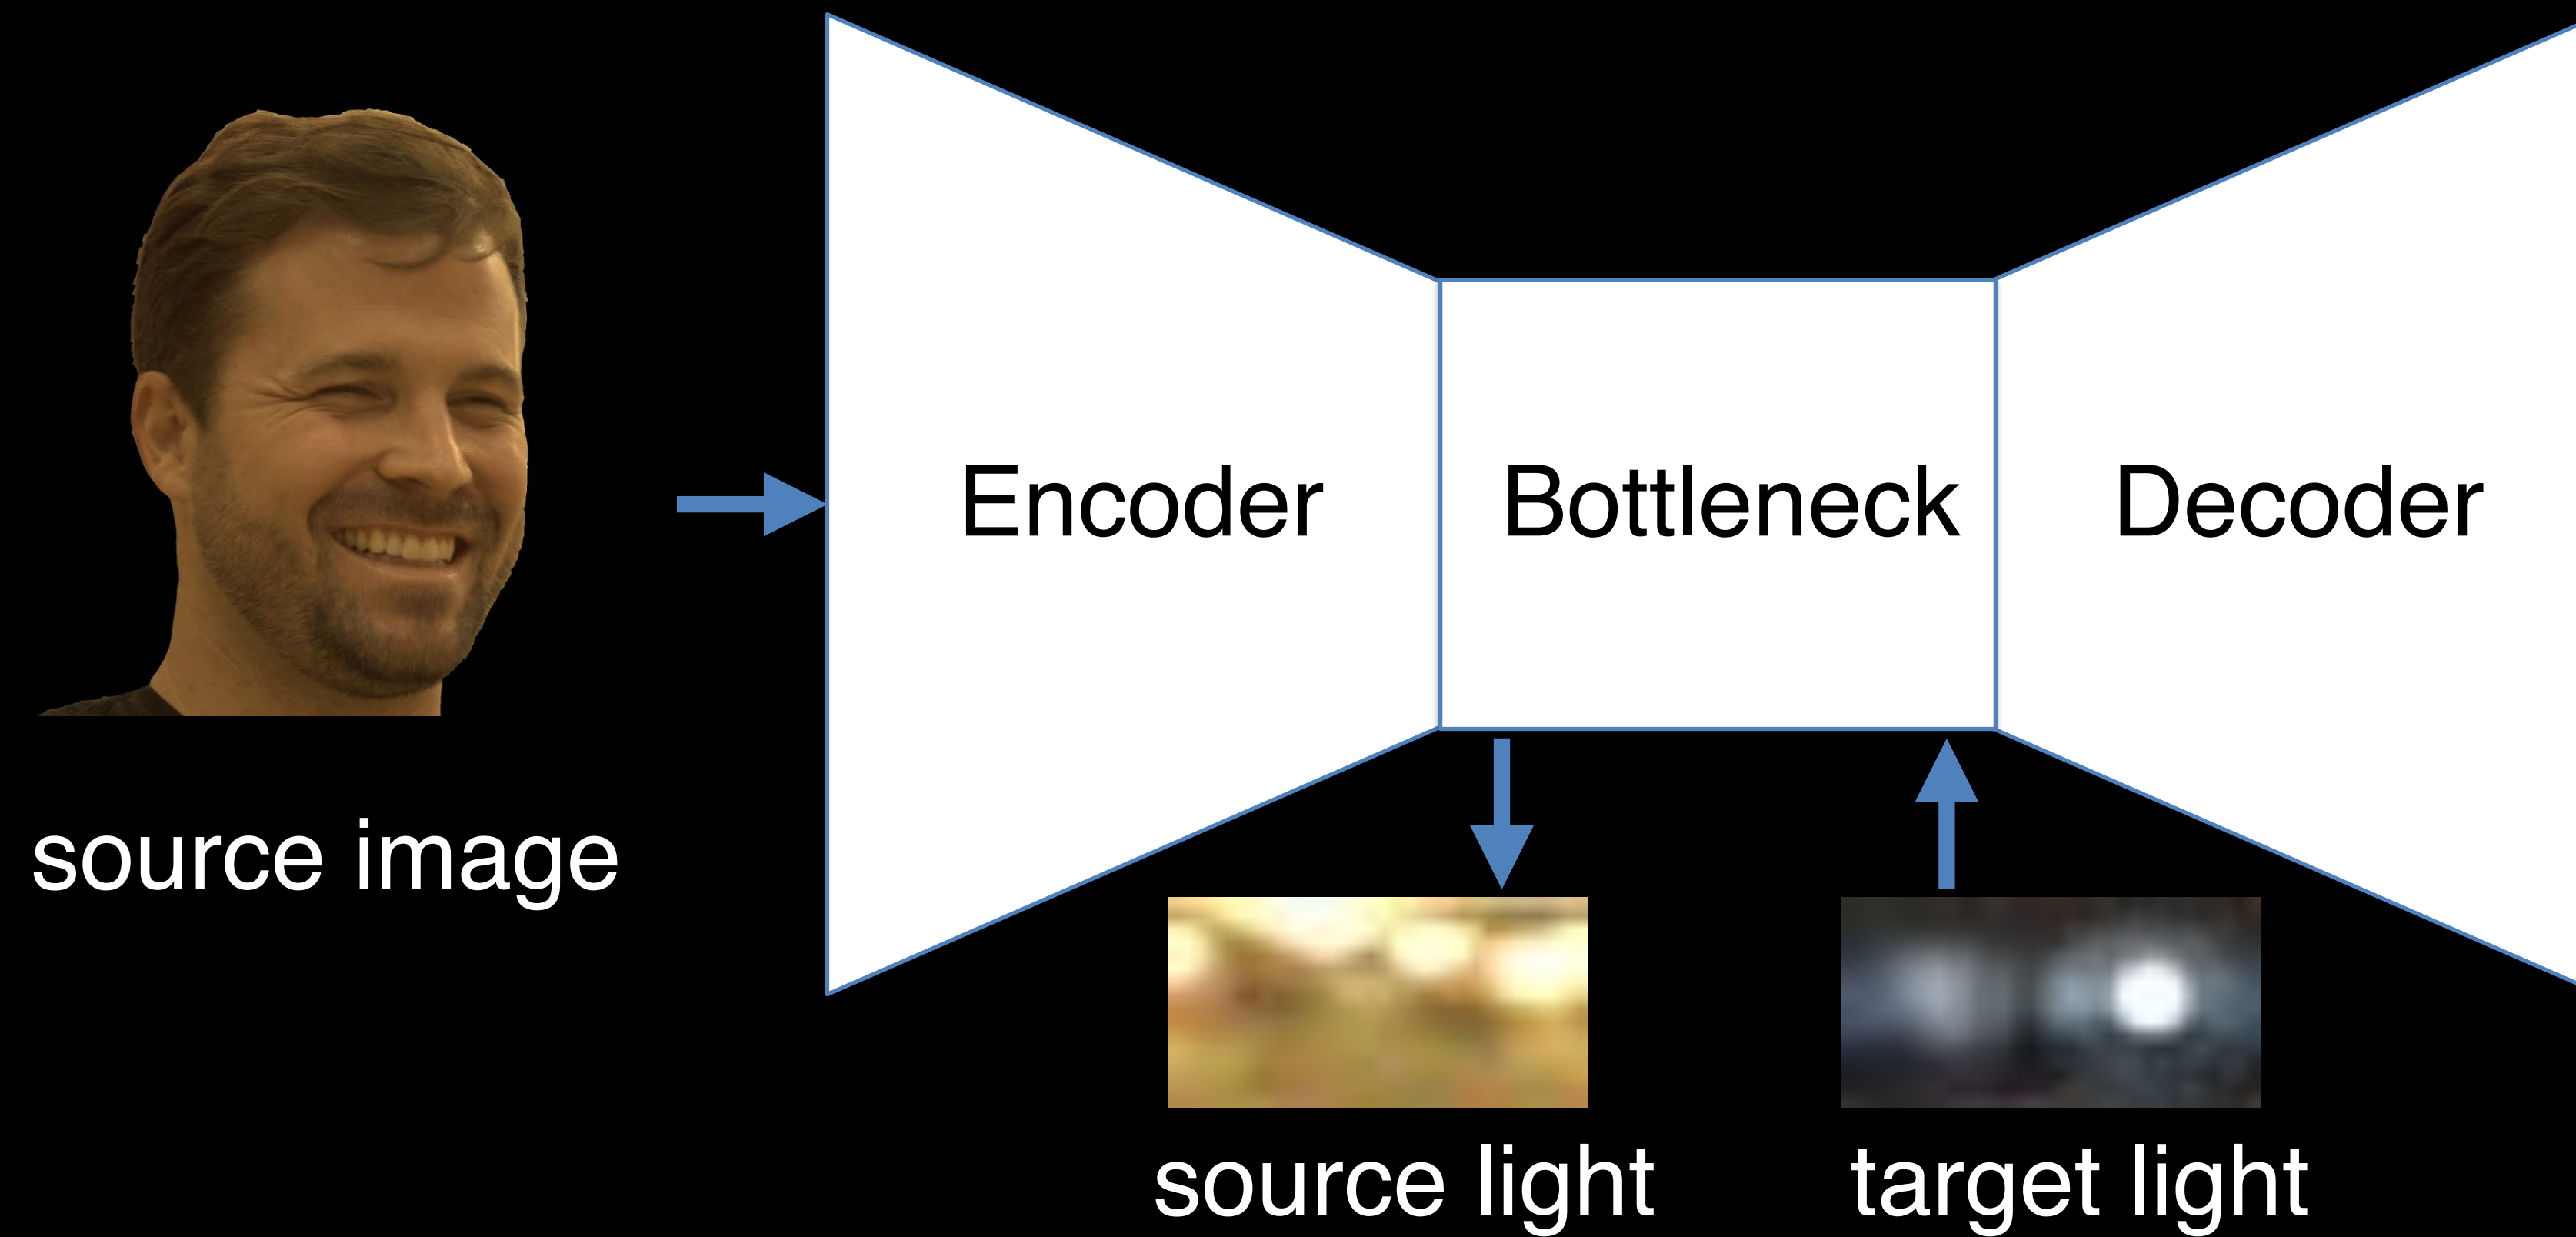 Encoder
Bottleneck
Decoder
source image
source light
target light